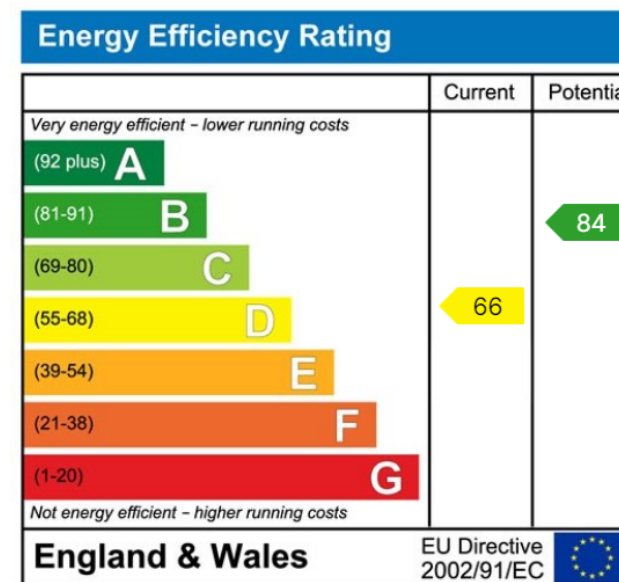 Energy Efficiency Rating
Current Potentia
Very energy efficient – lower running costs
(92 plus) A
(81-91) B
84
(69-80) C
(55-68) D
66
(39-54) E
(21-38) F
(1-20) G
Not energy efficient – higher running costs
England & Wales
EU Directive
2002/91/EC